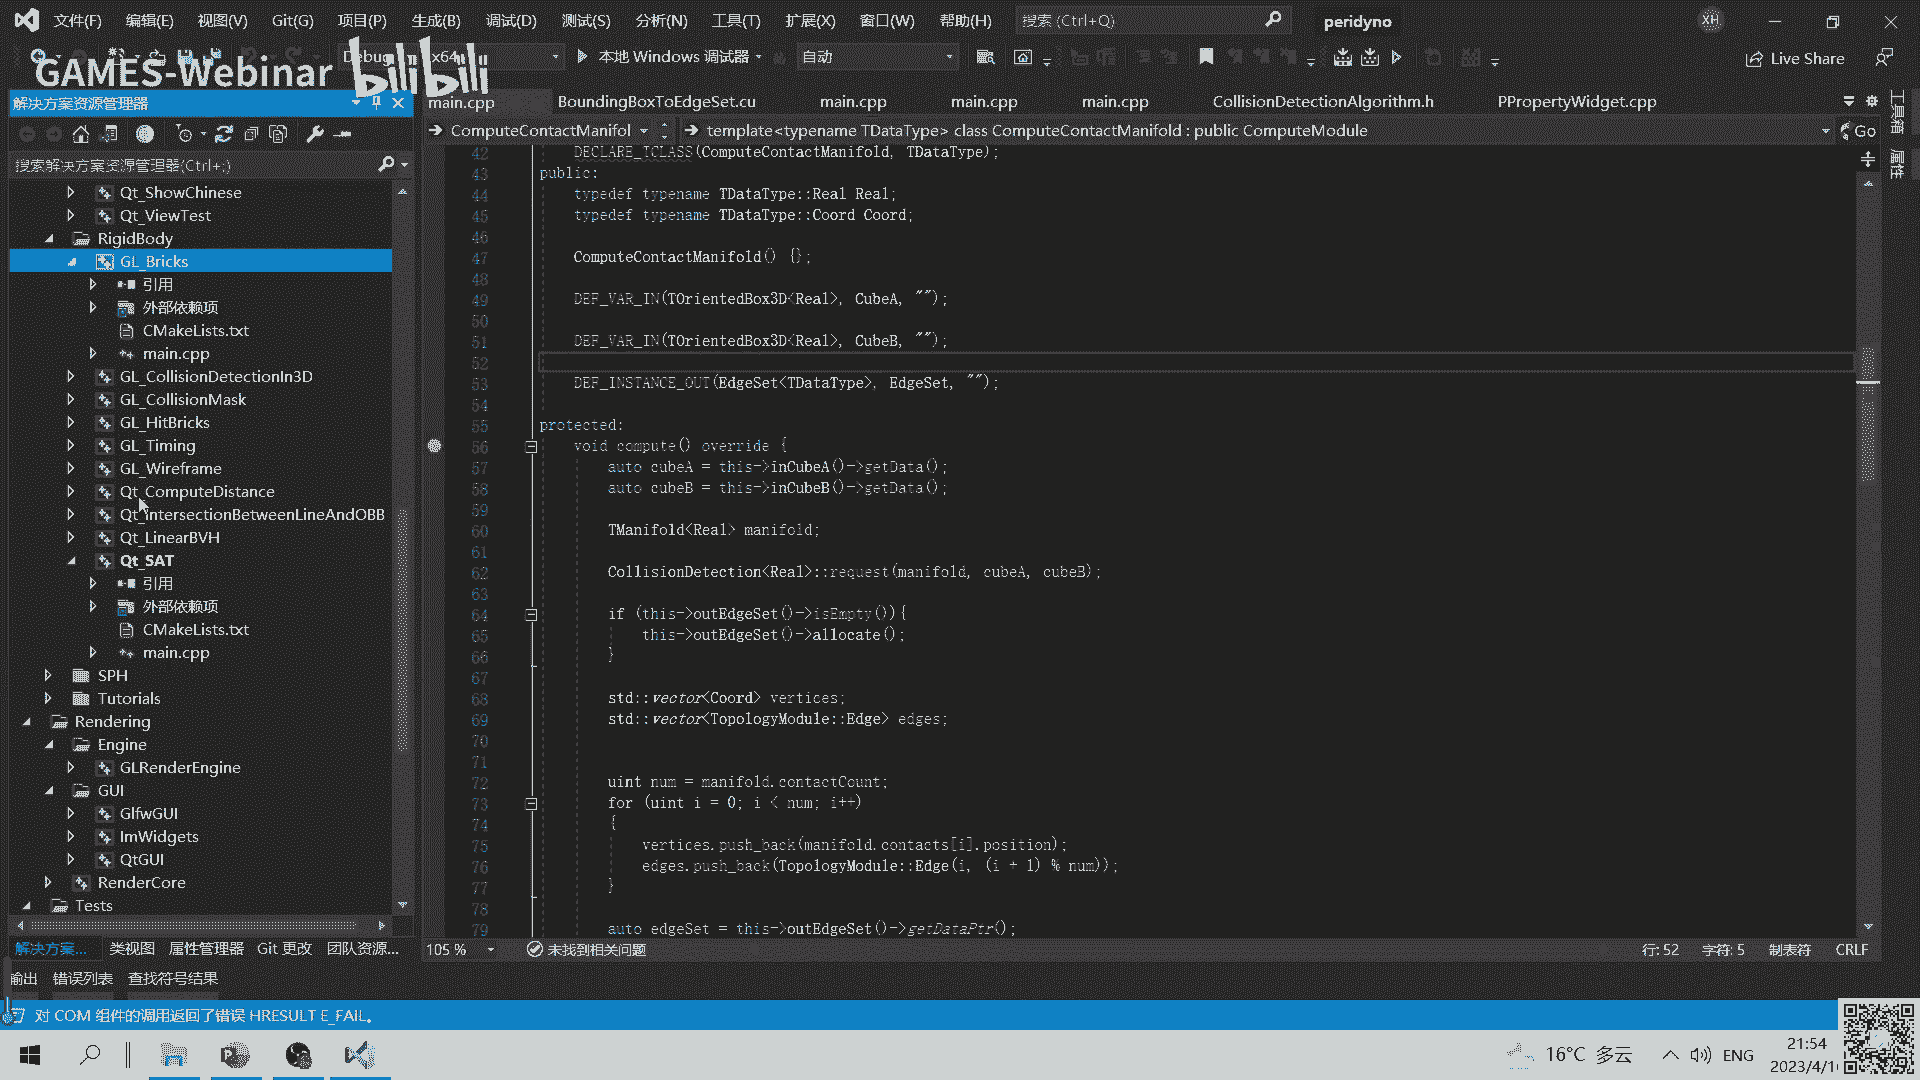 文件(F) 编辑(E) 视图(V) Git(G) 项目(P) 生成(B) 调试(D) 测试(S) 分析(N) 工具(T) 扩展(X) 窗口(W) 帮助(H) 搜索 (Ctrl+Q) peridyno XH
GAMES-Webinar bilibili
x64 本地 Windows 调试器 自动 Live Share
解决方案资源管理器
main.cpp BoundingBoxToEdgeSet.cu main.cpp main.cpp main.cpp CollisionDetectionAlgorithm.h PPropertyWidget.cpp
工具箱
属性
ComputeContactManifol template<typename TDataType> class ComputeContactManifold : public ComputeModule Go
搜索解决方案资源管理器(Ctrl+;)
Qt_ShowChinese
Qt_ViewTest
RigidBody
GL_Bricks
引用
外部依赖项
CMakeLists.txt
main.cpp
GL_CollisionDetectionIn3D
GL_CollisionMask
GL_HitBricks
GL_Timing
GL_Wireframe
Qt_ComputeDistance
Qt_IntersectionBetweenLineAndOBB
Qt_LinearBVH
Qt_SAT
引用
外部依赖项
CMakeLists.txt
main.cpp
SPH
Tutorials
Rendering
Engine
GLRenderEngine
GUI
GlfwGUI
ImWidgets
QtGUI
RenderCore
Tests
42 DECLARE_TCLASS(ComputeContactManifold, TDataType);
43 public:
44 typedef typename TDataType::Real Real;
45 typedef typename TDataType::Coord Coord;
46
47 ComputeContactManifold() {};
48
49 DEF_VAR_IN(TOrientedBox3D<Real>, CubeA, "");
50
51 DEF_VAR_IN(TOrientedBox3D<Real>, CubeB, "");
52
53 DEF_INSTANCE_OUT(EdgeSet<TDataType>, EdgeSet, "");
54
55 protected:
56 void compute() override {
57 auto cubeA = this->inCubeA()->getData();
58 auto cubeB = this->inCubeB()->getData();
59
60 TManifold<Real> manifold;
61
62 CollisionDetection<Real>::request(manifold, cubeA, cubeB);
63
64 if (this->outEdgeSet()->isEmpty()){
65 this->outEdgeSet()->allocate();
66 }
67
68 std::vector<Coord> vertices;
69 std::vector<TopologyModule::Edge> edges;
70
71
72 uint num = manifold.contactCount;
73 for (uint i = 0; i < num; i++)
74 {
75 vertices.push_back(manifold.contacts[i].position);
76 edges.push_back(TopologyModule::Edge(i, (i + 1) % num));
77 }
78
79 auto edgeSet = this->outEdgeSet()->getDataPtr();
解决方案... 类视图 属性管理器 Git 更改 团队资源...
105 % 未找到相关问题 行: 52 字符: 5 制表符 CRLF
输出 错误列表 查找符号结果
对 COM 组件的调用返回了错误 HRESULT E_FAIL。
16°C 多云 ENG
21:54